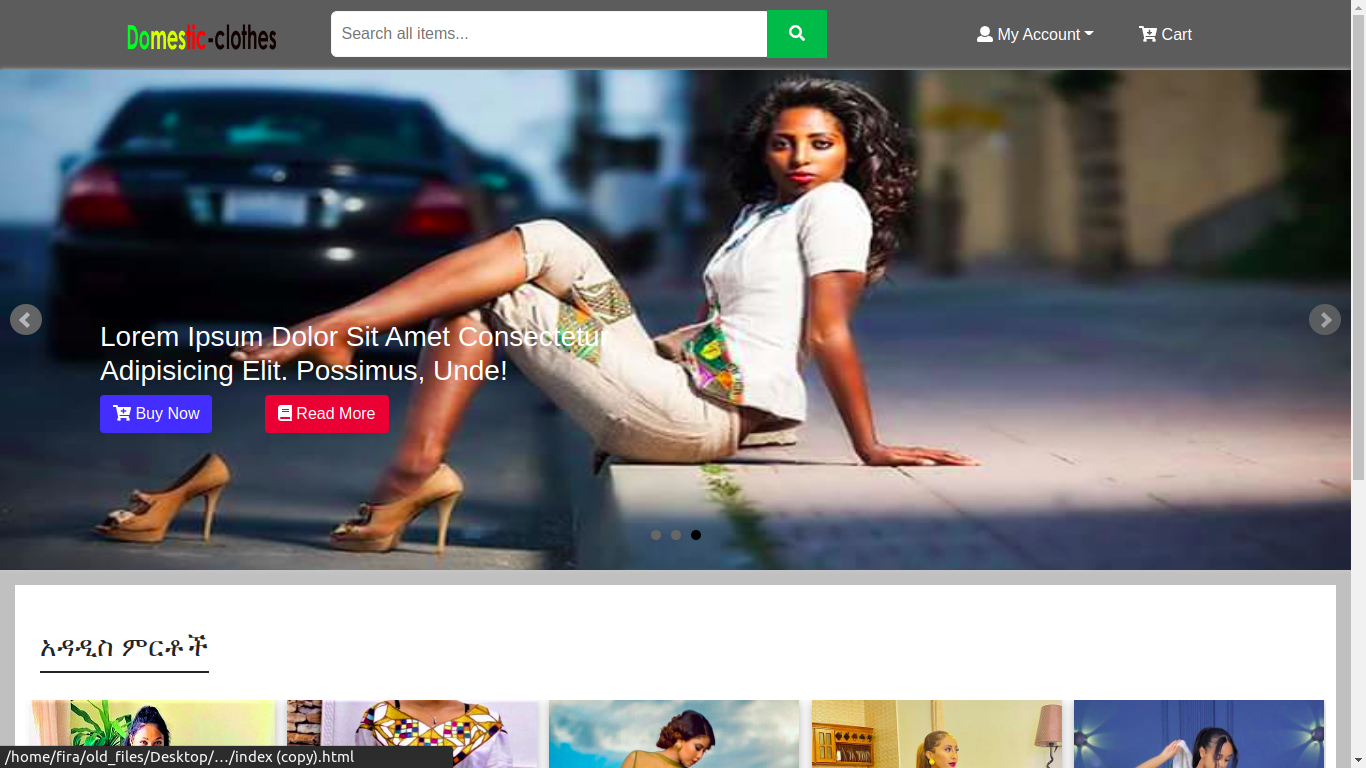 Domestic-clothes
Search all items...
My Account
Cart
Lorem Ipsum Dolor Sit Amet Consectetur
Adipisicing Elit. Possimus, Unde!
Buy Now
Read More
አዳዲስ ምርቶች
/home/fira/old_files/Desktop/…/index (copy).html